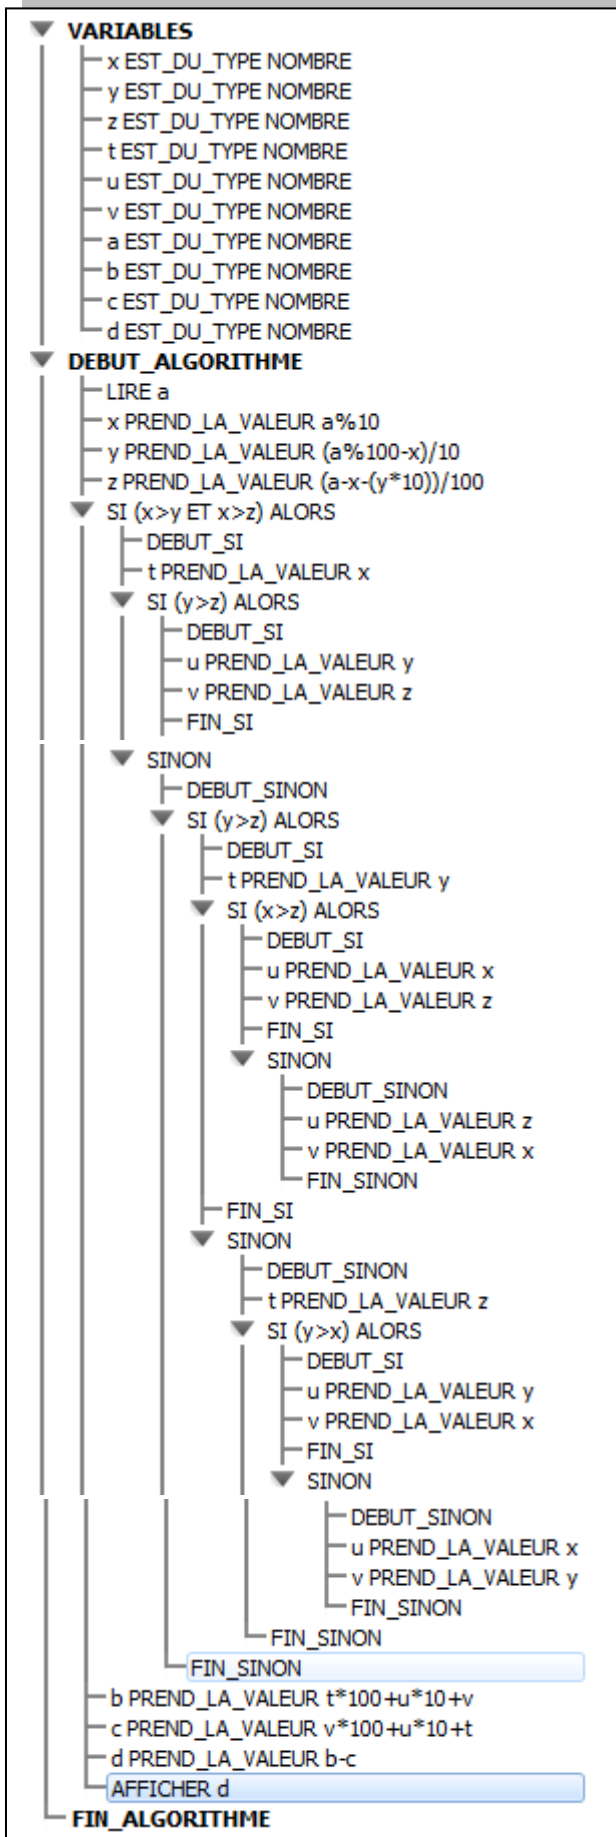 VARIABLES
x EST_DU_TYPE NOMBRE
y EST_DU_TYPE NOMBRE
z EST_DU_TYPE NOMBRE
t EST_DU_TYPE NOMBRE
u EST_DU_TYPE NOMBRE
v EST_DU_TYPE NOMBRE
a EST_DU_TYPE NOMBRE
b EST_DU_TYPE NOMBRE
c EST_DU_TYPE NOMBRE
d EST_DU_TYPE NOMBRE
DEBUT_ALGORITHME
LIRE a
x PREND_LA_VALEUR a%10
y PREND_LA_VALEUR (a%100-x)/10
z PREND_LA_VALEUR (a-x-(y*10))/100
SI (x>y ET x>z) ALORS
DEBUT_SI
t PREND_LA_VALEUR x
SI (y>z) ALORS
DEBUT_SI
u PREND_LA_VALEUR y
v PREND_LA_VALEUR z
FIN_SI
SINON
DEBUT_SINON
SI (y>z) ALORS
DEBUT_SI
t PREND_LA_VALEUR y
SI (x>z) ALORS
DEBUT_SI
u PREND_LA_VALEUR x
v PREND_LA_VALEUR z
FIN_SI
SINON
DEBUT_SINON
u PREND_LA_VALEUR z
v PREND_LA_VALEUR x
FIN_SINON
FIN_SI
SINON
DEBUT_SINON
t PREND_LA_VALEUR z
SI (y>x) ALORS
DEBUT_SI
u PREND_LA_VALEUR y
v PREND_LA_VALEUR x
FIN_SI
SINON
DEBUT_SINON
u PREND_LA_VALEUR x
v PREND_LA_VALEUR y
FIN_SINON
FIN_SINON
FIN_SINON
b PREND_LA_VALEUR t*100+u*10+v
c PREND_LA_VALEUR v*100+u*10+t
d PREND_LA_VALEUR b-c
AFFICHER d
FIN_ALGORITHME